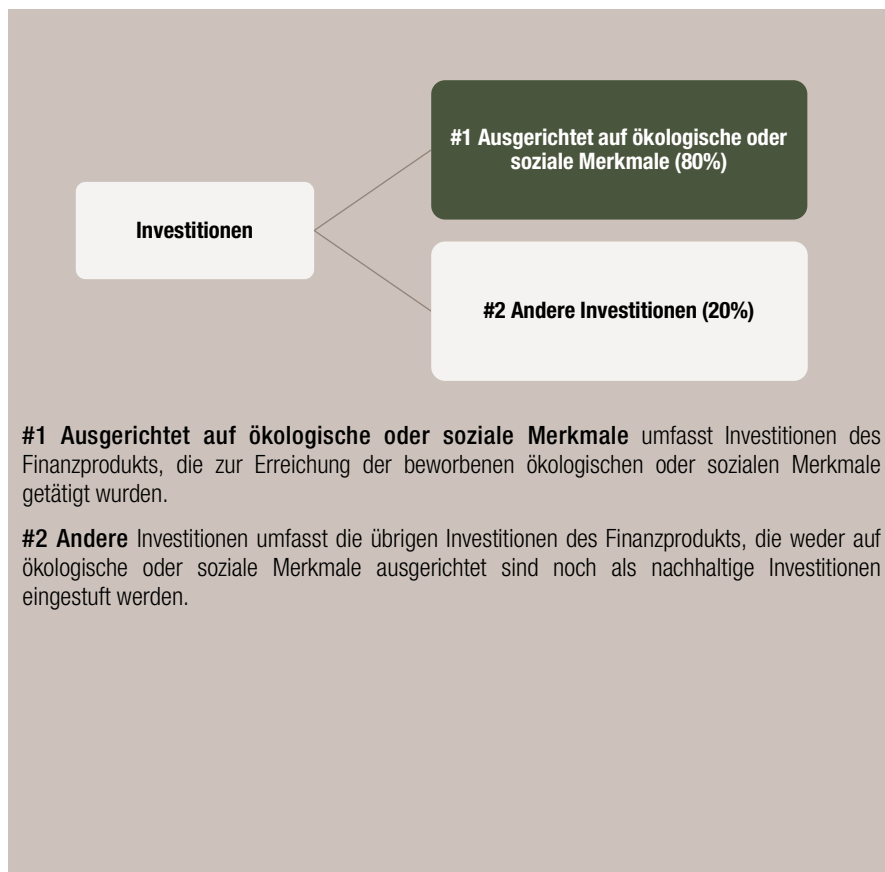 #1 Ausgerichtet auf ökologische oder
soziale Merkmale (80%)
Investitionen
#2 Andere Investitionen (20%)
#1 Ausgerichtet auf ökologische oder soziale Merkmale umfasst Investitionen des
Finanzprodukts, die zur Erreichung der beworbenen ökologischen oder sozialen Merkmale
getätigt wurden.
#2 Andere Investitionen umfasst die übrigen Investitionen des Finanzprodukts, die weder auf
ökologische oder soziale Merkmale ausgerichtet sind noch als nachhaltige Investitionen
eingestuft werden.